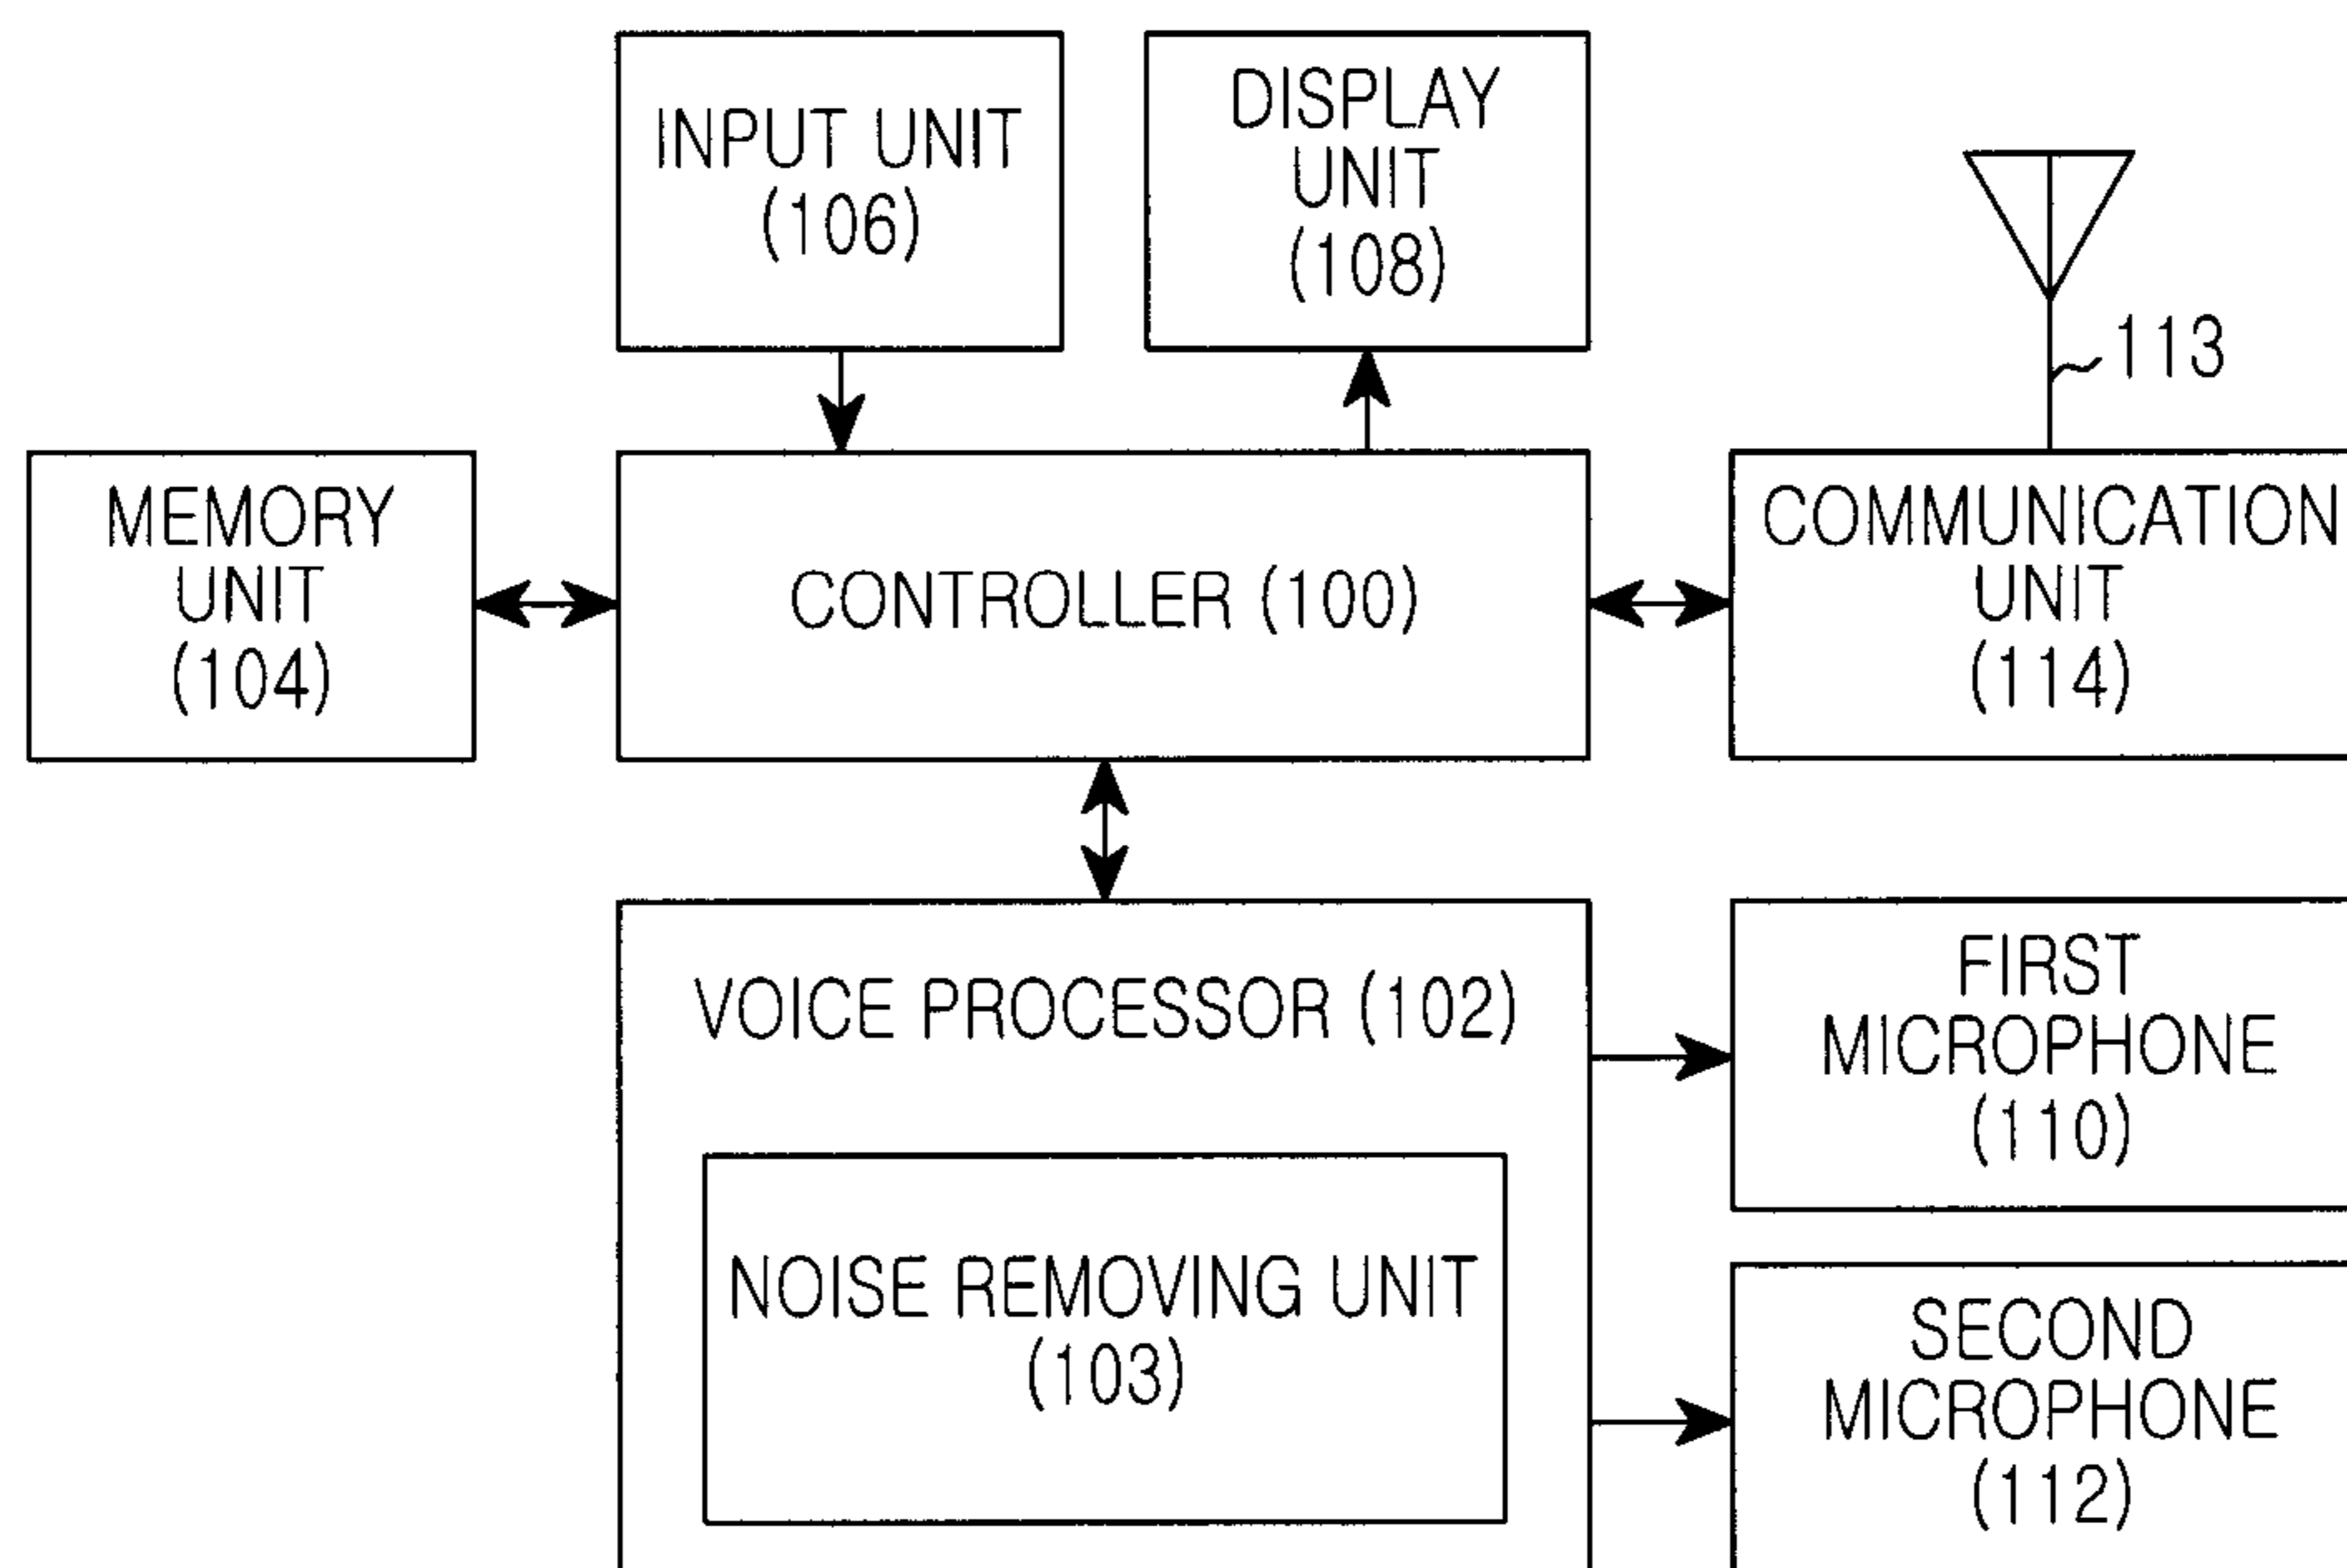 INPUT UNIT
(106)
DISPLAY
UNIT
(108)
113
MEMORY
UNIT
(104)
CONTROLLER (100)
COMMUNICATION
UNIT
(114)
VOICE PROCESSOR (102)
FIRST
MICROPHONE
(110)
NOISE REMOVING UNIT
(103)
SECOND
MICROPHONE
(112)